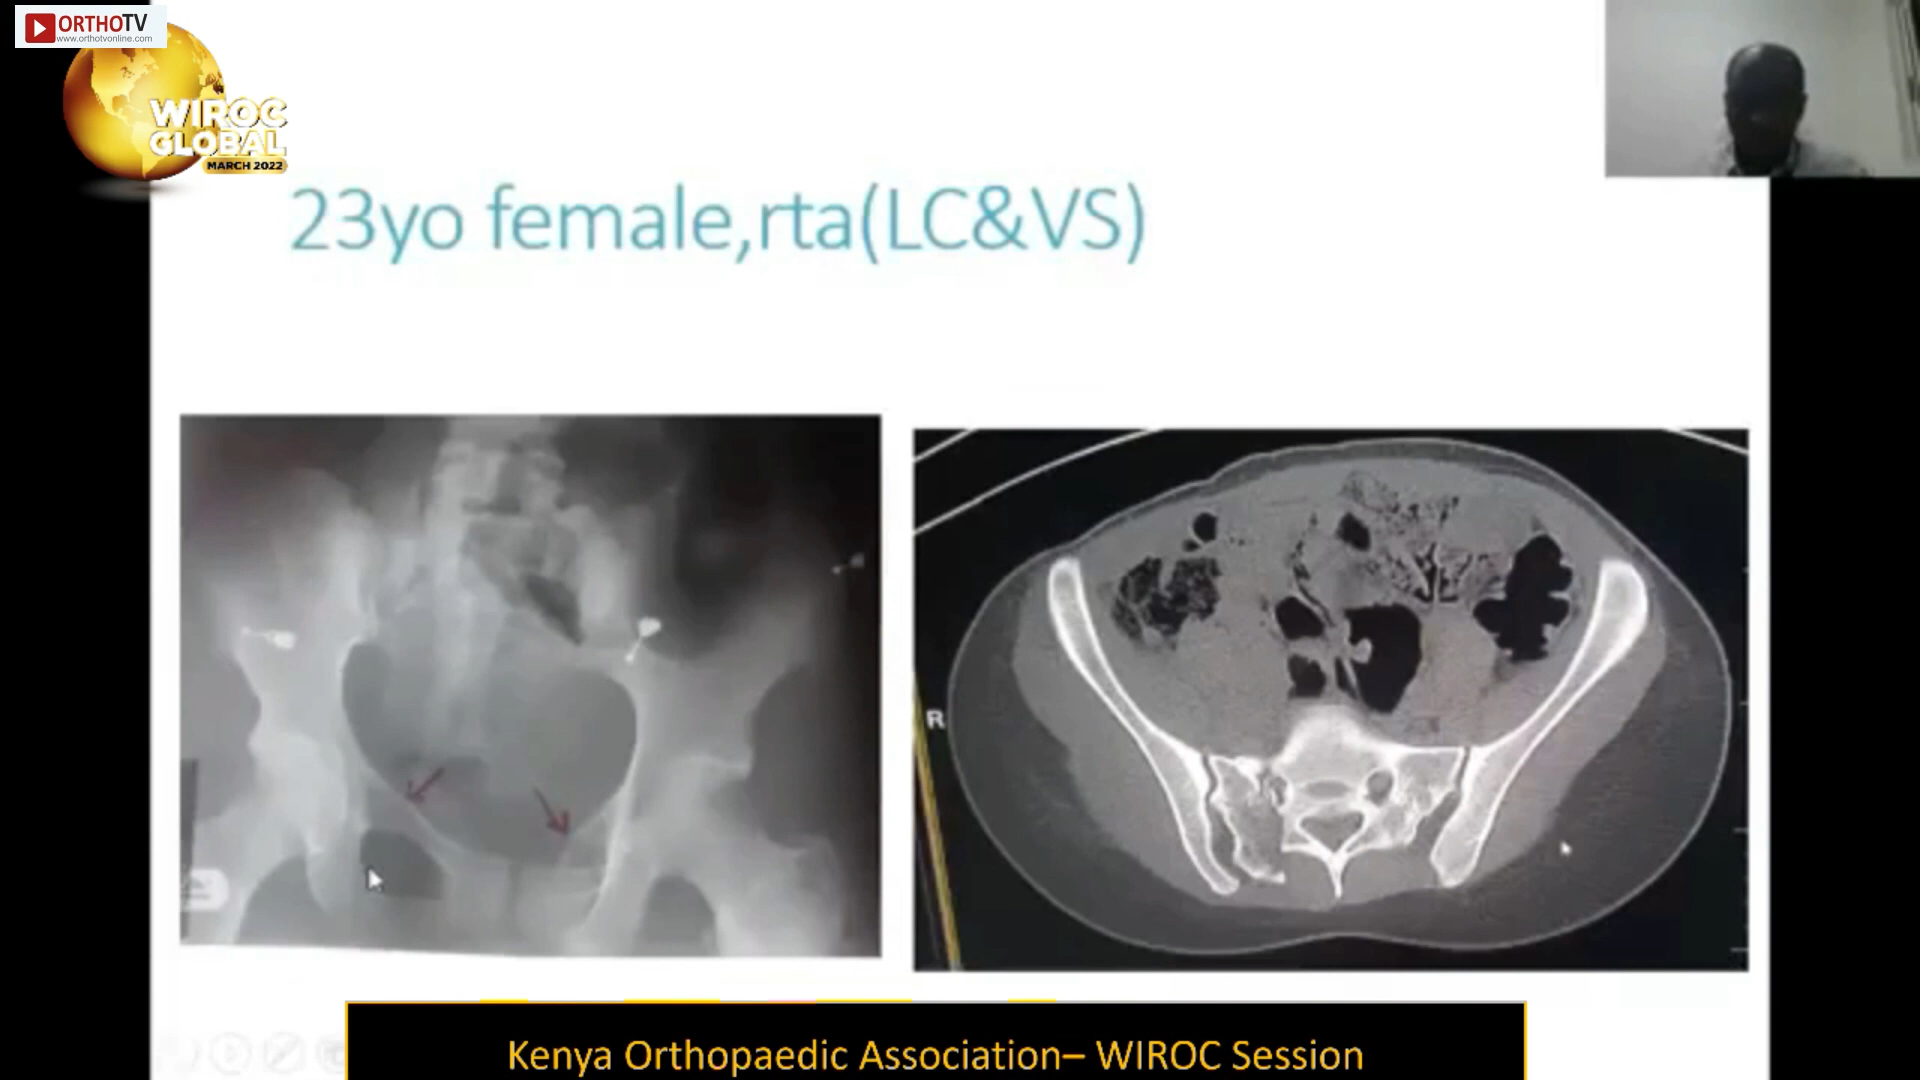 ORTHOTV
www.orthotvonline.com
WIROC
GLOBAL
MARCH 2022
23yo female,rta(LC&VS)
R
Kenya Orthopaedic Association– WIROC Session